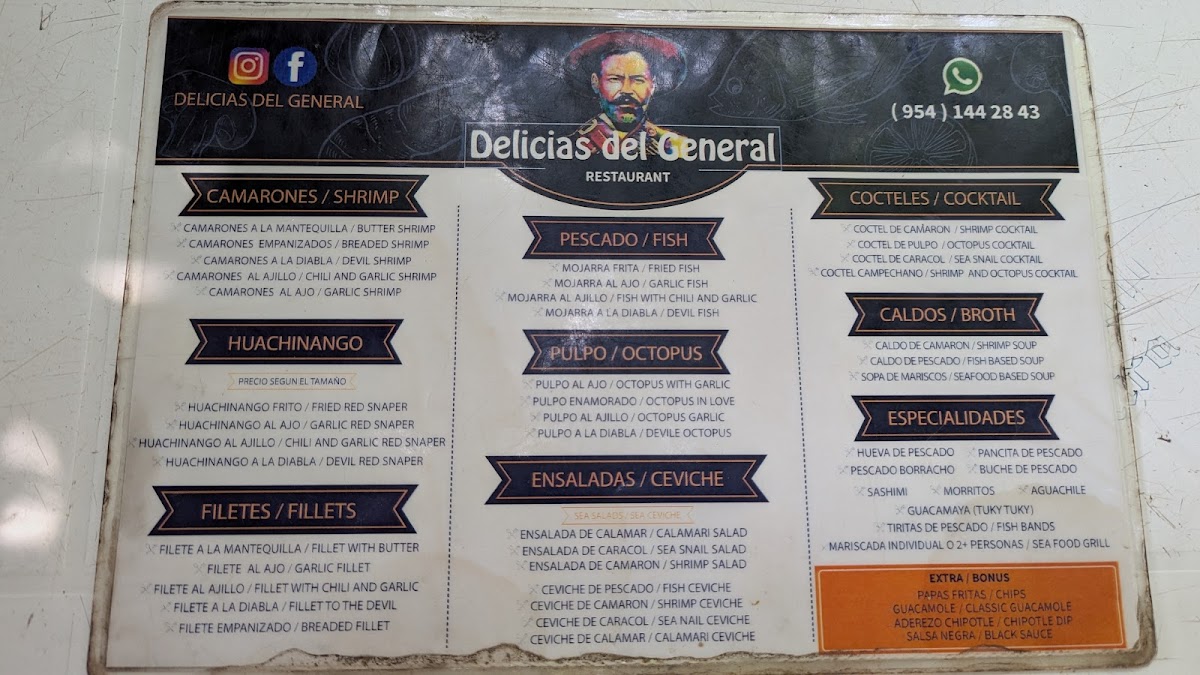 DELICIAS DEL GENERAL
Delicias del General
RESTAURANT
( 954 ) 144 28 43
CAMARONES / SHRIMP
CAMARONES A LA MANTEQUILLA / BUTTER SHRIMP
CAMARONES EMPANIZADOS / BREADED SHRIMP
CAMARONES A LA DIABLA / DEVIL SHRIMP
CAMARONES AL AJILLO / CHILI AND GARLIC SHRIMP
CAMARONES AL AJO / GARLIC SHRIMP
HUACHINANGO
PRECIO SEGUN EL TAMAÑO
HUACHINANGO FRITO / FRIED RED SNAPER
HUACHINANGO AL AJO / GARLIC RED SNAPER
HUACHINANGO AL AJILLO / CHILI AND GARLIC RED SNAPER
HUACHINANGO A LA DIABLA / DEVIL RED SNAPER
FILETES / FILLETS
FILETE A LA MANTEQUILLA / FILLET WITH BUTTER
FILETE AL AJO / GARLIC FILLET
FILETE AL AJILLO / FILLET WITH CHILI AND GARLIC
FILETE A LA DIABLA / FILLET TO THE DEVIL
FILETE EMPANIZADO / BREADED FILLET
PESCADO / FISH
MOJARRA FRITA / FRIED FISH
MOJARRA AL AJO / GARLIC FISH
MOJARRA AL AJILLO / FISH WITH CHILI AND GARLIC
MOJARRA A LA DIABLA / DEVIL FISH
PULPO / OCTOPUS
PULPO AL AJO / OCTOPUS WITH GARLIC
PULPO ENAMORADO / OCTOPUS IN LOVE
PULPO AL AJILLO / OCTOPUS GARLIC
PULPO A LA DIABLA / DEVILE OCTOPUS
ENSALADAS / CEVICHE
SEA SALADS / SEA CEVICHE
ENSALADA DE CALAMAR / CALAMARI SALAD
ENSALADA DE CARACOL / SEA SNAIL SALAD
ENSALADA DE CAMARON / SHRIMP SALAD
CEVICHE DE PESCADO / FISH CEVICHE
CEVICHE DE CAMARON / SHRIMP CEVICHE
CEVICHE DE CARACOL / SEA NAIL CEVICHE
CEVICHE DE CALAMAR / CALAMARI CEVICHE
COCTELES / COCKTAIL
COCTEL DE CAMARON / SHRIMP COCKTAIL
COCTEL DE PULPO / OCTOPUS COCKTAIL
COCTEL DE CARACOL / SEA SNAIL COCKTAIL
COCTEL CAMPECHANO / SHRIMP AND OCTOPUS COCKTAIL
CALDOS / BROTH
CALDO DE CAMARON / SHRIMP SOUP
CALDO DE PESCADO / FISH BASED SOUP
SOPA DE MARISCOS / SEAFOOD BASED SOUP
ESPECIALIDADES
HUEVA DE PESCADO PANCITA DE PESCADO
PESCADO BORRACHO BUCHE DE PESCADO
SASHIMI MORRITOS AGUACHILE
GUACAMAYA (TUKY TUKY)
TIRITAS DE PESCADO / FISH BANDS
MARISCADA INDIVIDUAL O 2+ PERSONAS / SEA FOOD GRILL
EXTRA / BONUS
PAPAS FRITAS / CHIPS
GUACAMOLE / CLASSIC GUACAMOLE
ADEREZO CHIPOTLE / CHIPOTLE DIP
SALSA NEGRA / BLACK SAUCE